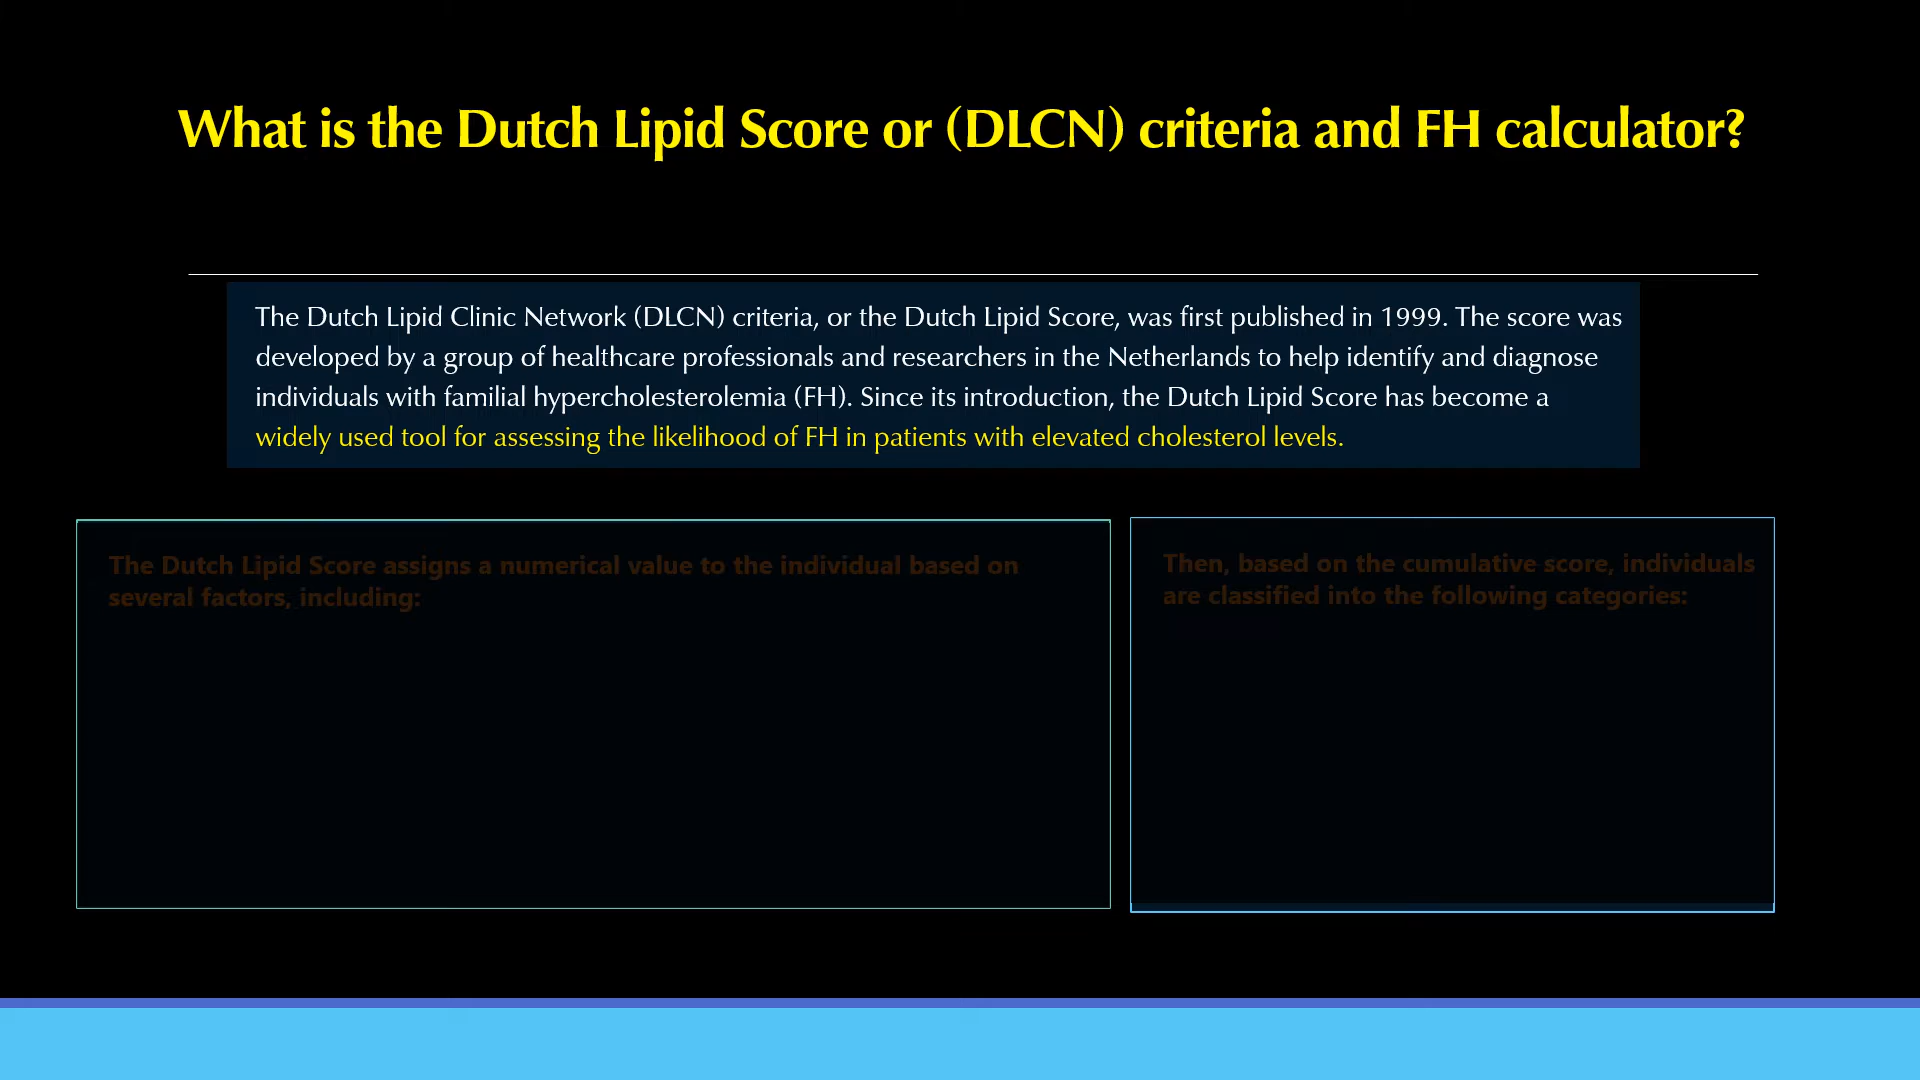 What is the Dutch Lipid Score or (DLCN) criteria and FH calculator?
The Dutch Lipid Clinic Network (DLCN) criteria, or the Dutch Lipid Score, was first published in 1999. The score was
developed by a group of healthcare professionals and researchers in the Netherlands to help identify and diagnose
individuals with familial hypercholesterolemia (FH). Since its introduction, the Dutch Lipid Score has become a
widely used tool for assessing the likelihood of FH in patients with elevated cholesterol levels.
The Dutch Lipid Score assigns a numerical value to the individual based on
several factors, including:
Then, based on the cumulative score, individuals
are classified into the following categories: